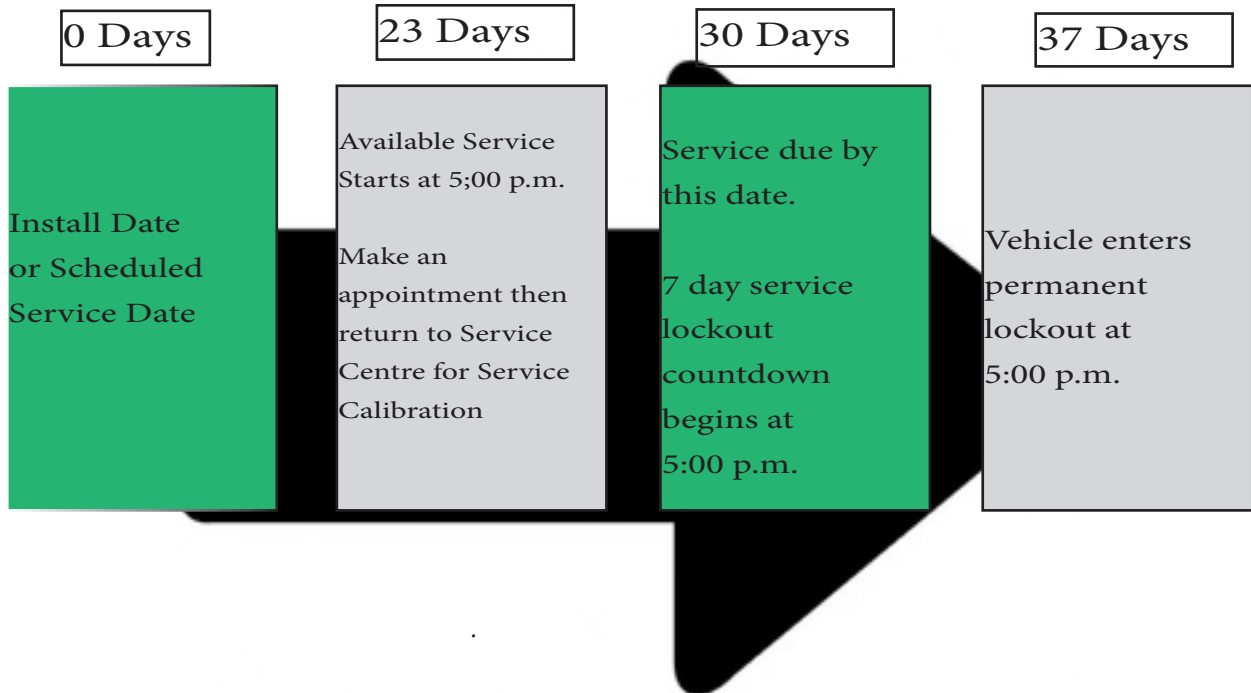 0 Days
23 Days
30 Days
37 Days
Install Date
or Scheduled
Service Date
Available Service
Starts at 5;00 p.m.
Make an
appointment then
return to Service
Centre for Service
Calibration
Service due by
this date.
7 day service
lockout
countdown
begins at
5:00 p.m.
Vehicle enters
permanent
lockout at
5:00 p.m.
.